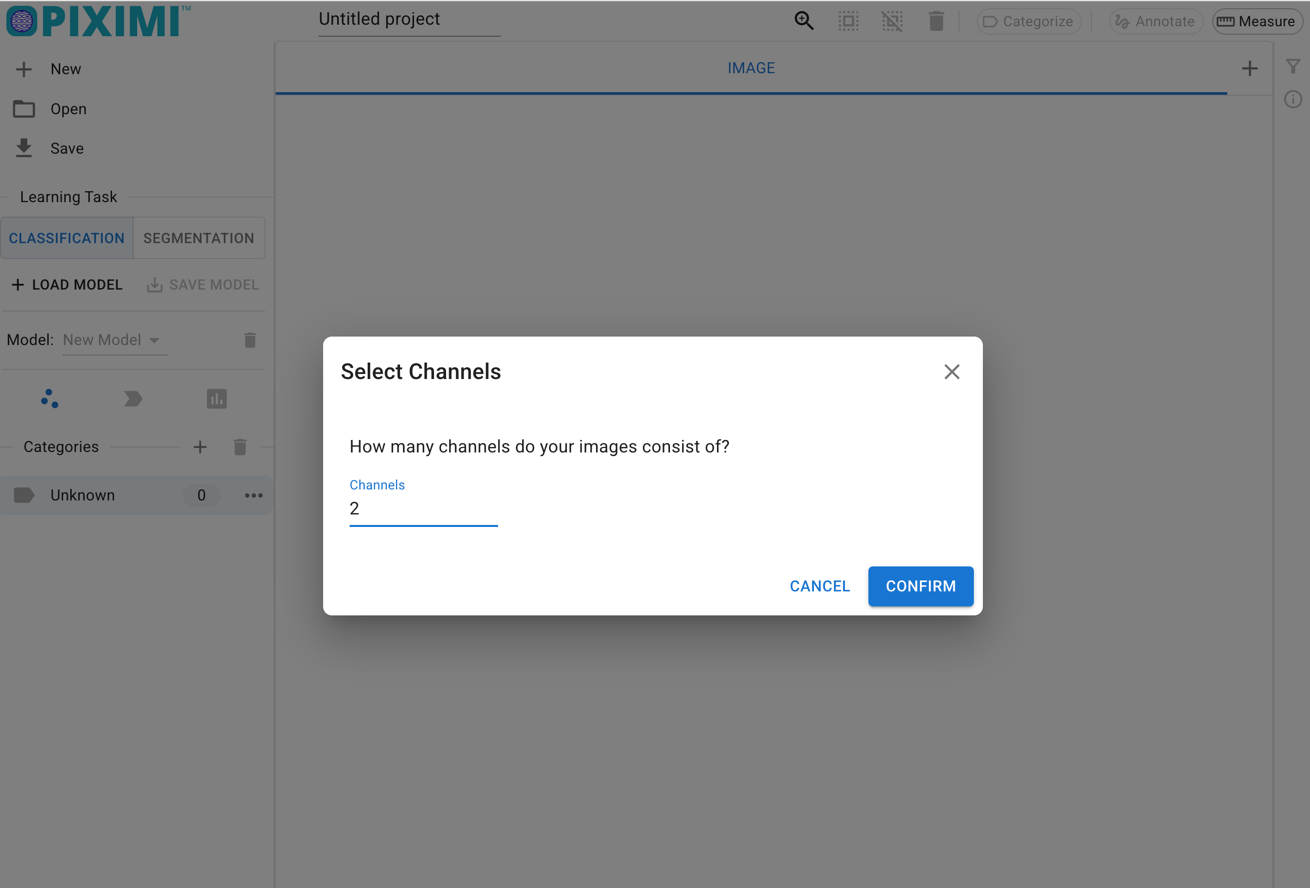 PIXIMI™
Untitled project
Categorize
Annotate
Measure
New
Open
Save
IMAGE
Learning Task
CLASSIFICATION
SEGMENTATION
LOAD MODEL
SAVE MODEL
Model: New Model
Categories
Unknown 0
Select Channels
How many channels do your images consist of?
Channels
2
CANCEL
CONFIRM